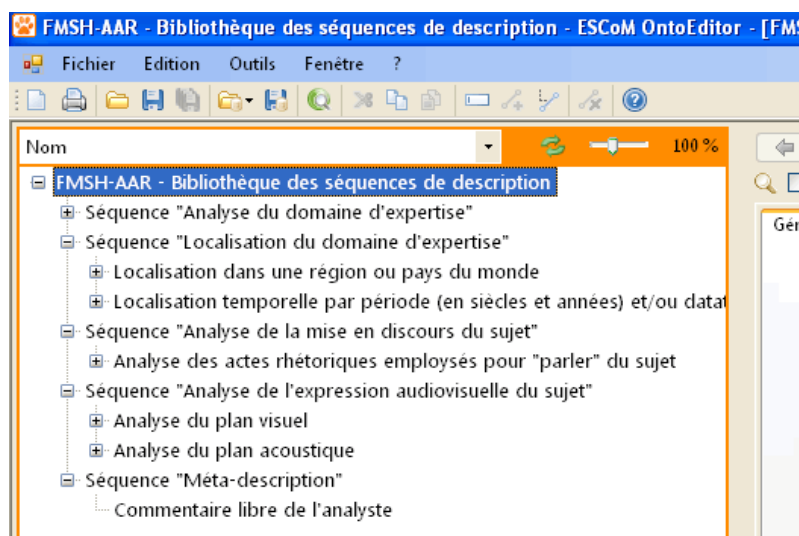 FMSH-AAR - Bibliothèque des séquences de description - ESCoM OntoEditor - [FMS
Fichier Edition Outils Fenêtre ?
Nom 100 %
FMSH-AAR - Bibliothèque des séquences de description
Séquence "Analyse du domaine d'expertise"
Gér
Séquence "Localisation du domaine d'expertise"
Localisation dans une région ou pays du monde
Localisation temporelle par période (en siècles et années) et/ou datat
Séquence "Analyse de la mise en discours du sujet"
Analyse des actes rhétoriques employsés pour "parler" du sujet
Séquence "Analyse de l'expression audiovisuelle du sujet"
Analyse du plan visuel
Analyse du plan acoustique
Séquence "Méta-description"
Commentaire libre de l'analyste